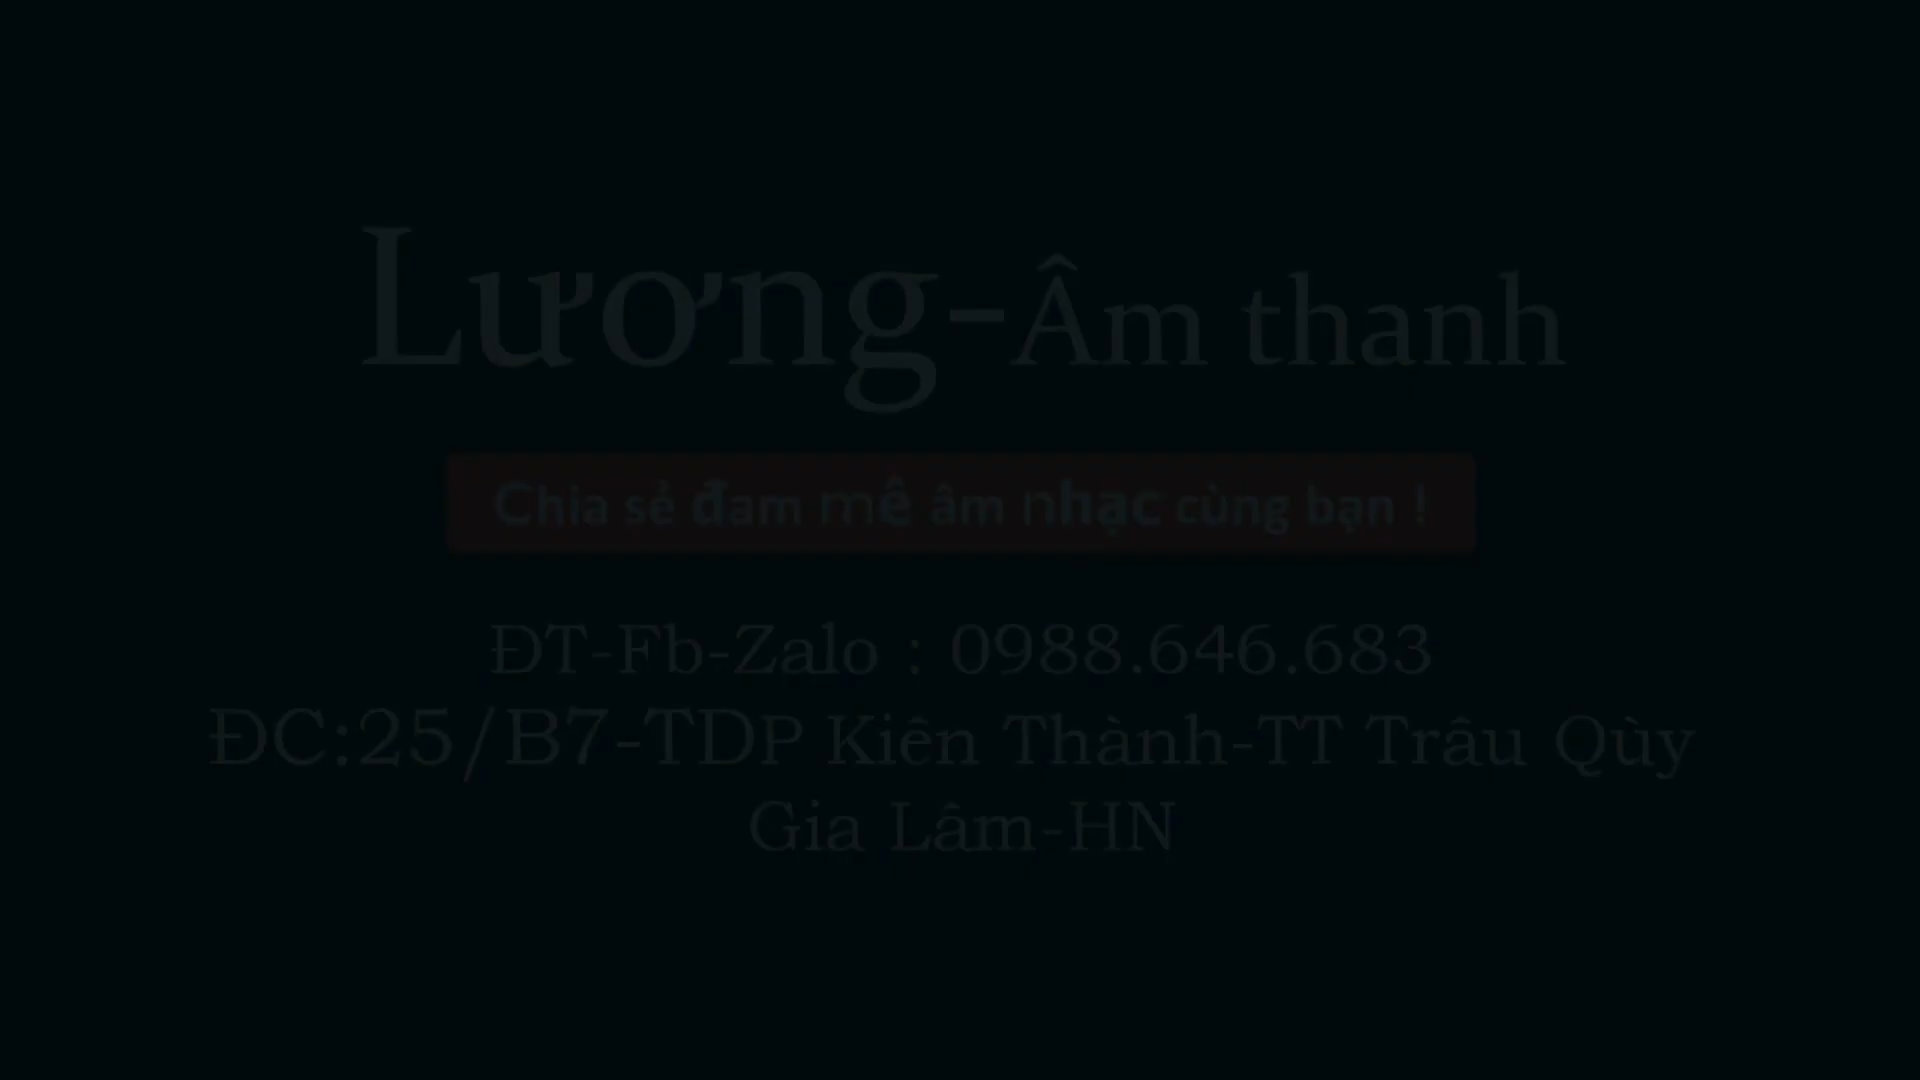 Lương-Âm thanh
Chia sẻ đam mê âm nhạc cùng bạn !
ĐT-Fb-Zalo : 0988.646.683
ĐC:25/B7-TDP Kiên Thành-TT Trâu Qùy
Gia Lâm-HN